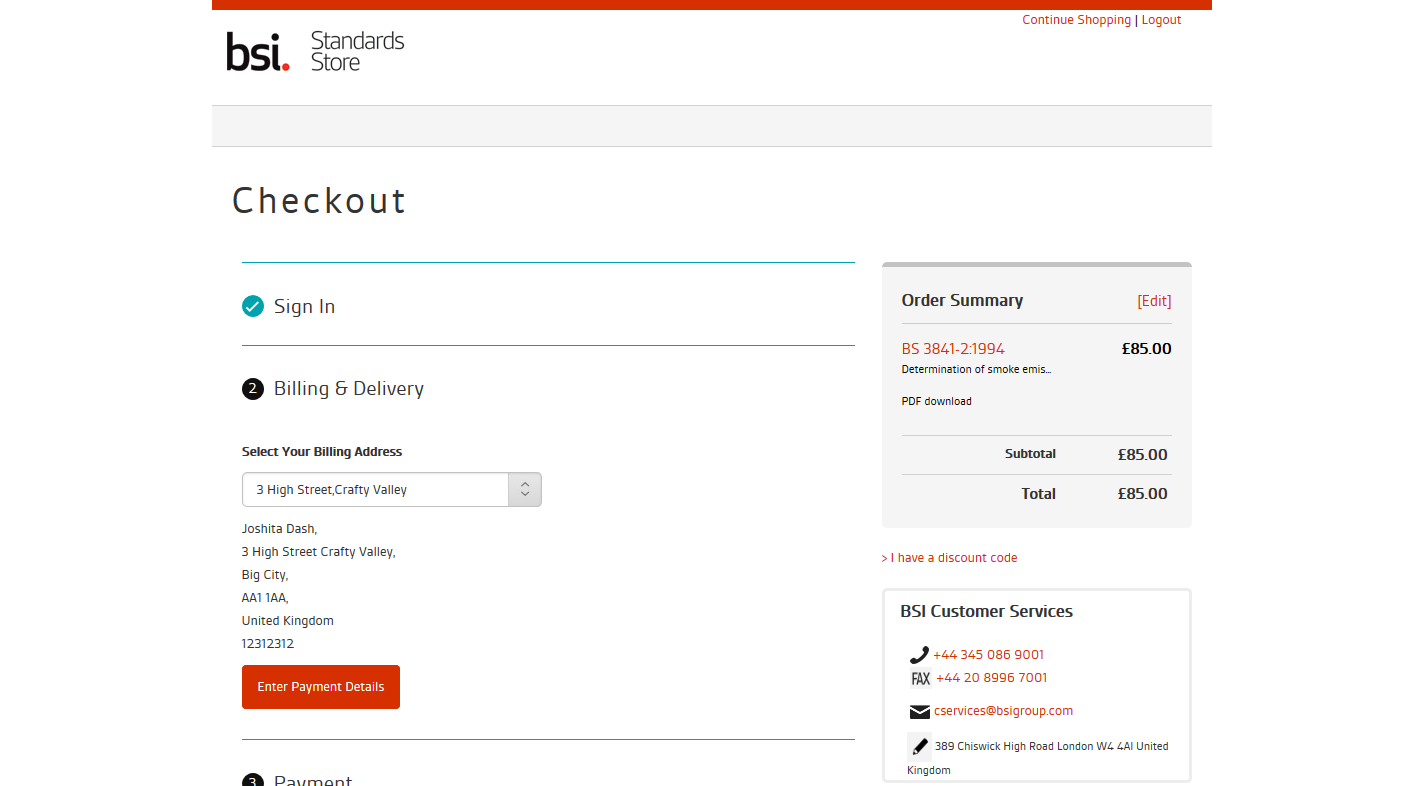 Continue Shopping | Logout
bsi. Standards
Store
Checkout
Sign In
2 Billing & Delivery
Select Your Billing Address
3 High Street,Crafty Valley
Joshita Dash,
3 High Street Crafty Valley,
Big City,
AA1 1AA,
United Kingdom
12312312
Enter Payment Details
3 Payment
Order Summary [Edit]
BS 3841-2:1994 £85.00
Determination of smoke emis...
PDF download
Subtotal £85.00
Total £85.00
> I have a discount code
BSI Customer Services
+44 345 086 9001
FAX +44 20 8996 7001
cservices@bsigroup.com
389 Chiswick High Road London W4 4Al United
Kingdom